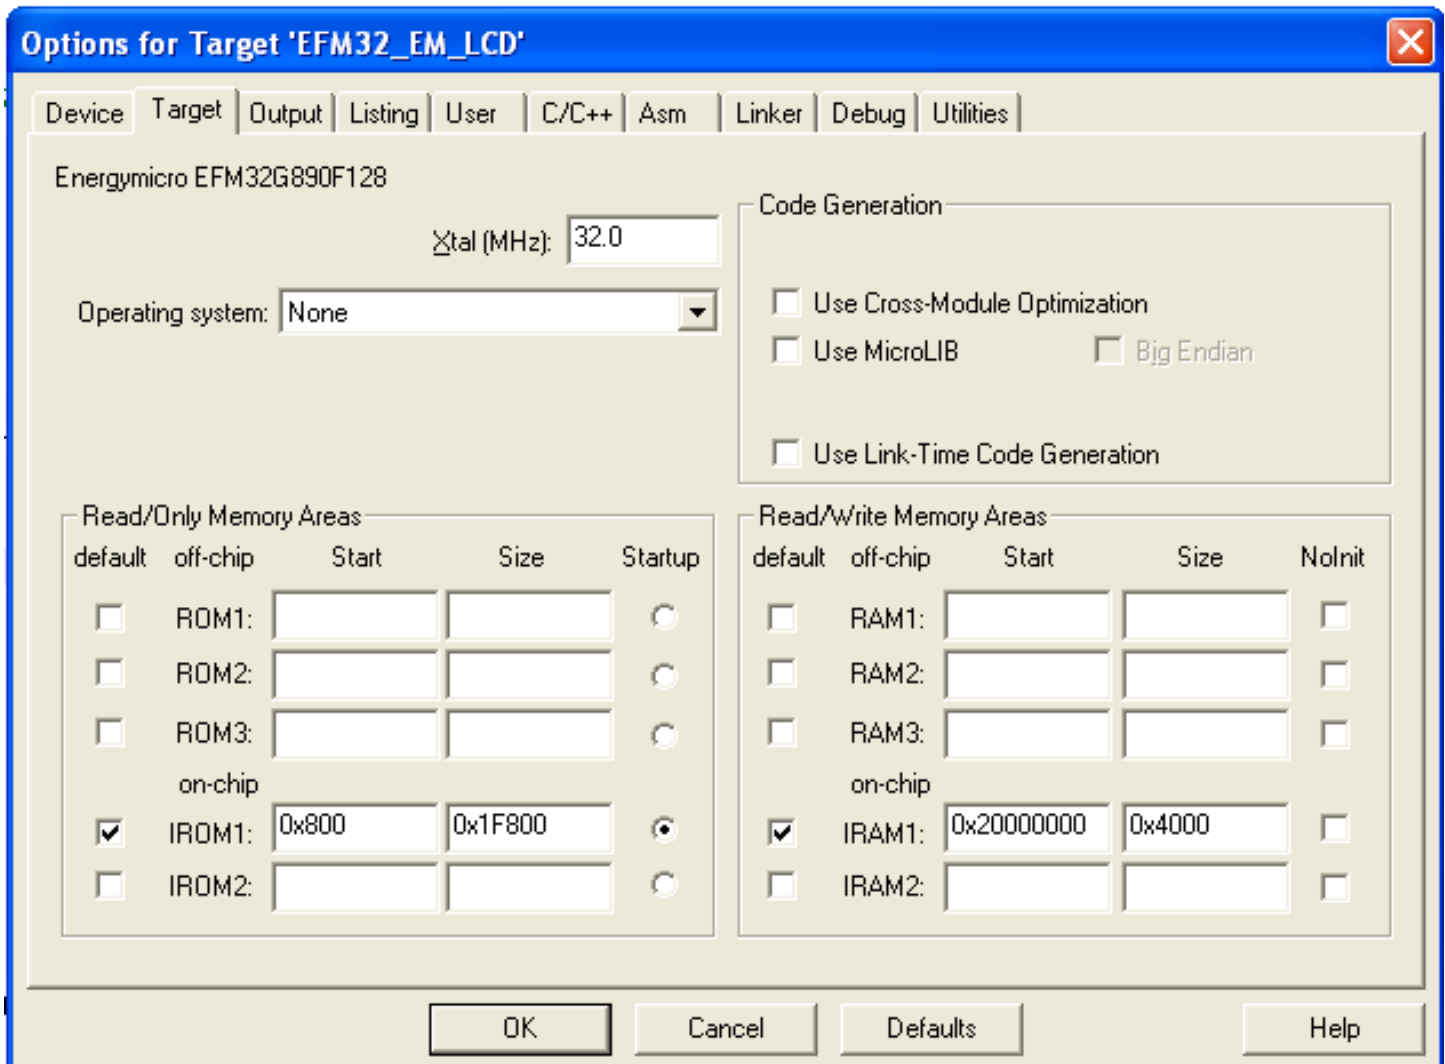 Options for Target 'EFM32_EM_LCD'
Device Target Output Listing User C/C++ Asm Linker Debug Utilities
Energymicro EFM32G890F128
Xtal (MHz): 32.0
Operating system: None
Code Generation
Use Cross-Module Optimization
Use MicroLIB Big Endian
Use Link-Time Code Generation
Read/Only Memory Areas
default off-chip Start Size Startup
ROM1:
ROM2:
ROM3:
on-chip
IROM1: 0x800 0x1F800
IROM2:
Read/Write Memory Areas
default off-chip Start Size NoInit
RAM1:
RAM2:
RAM3:
on-chip
IRAM1: 0x20000000 0x4000
IRAM2:
OK Cancel Defaults Help